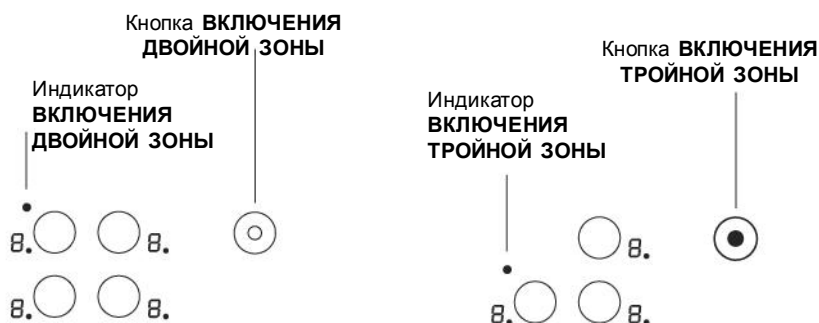 Кнопка ВКЛЮЧЕНИЯ
ДВОЙНОЙ ЗОНЫ
Индикатор
ВКЛЮЧЕНИЯ
ДВОЙНОЙ ЗОНЫ
8. 8.
8. 8.
Кнопка ВКЛЮЧЕНИЯ
ТРОЙНОЙ ЗОНЫ
Индикатор
ВКЛЮЧЕНИЯ
ТРОЙНОЙ ЗОНЫ
8.
8. 8.